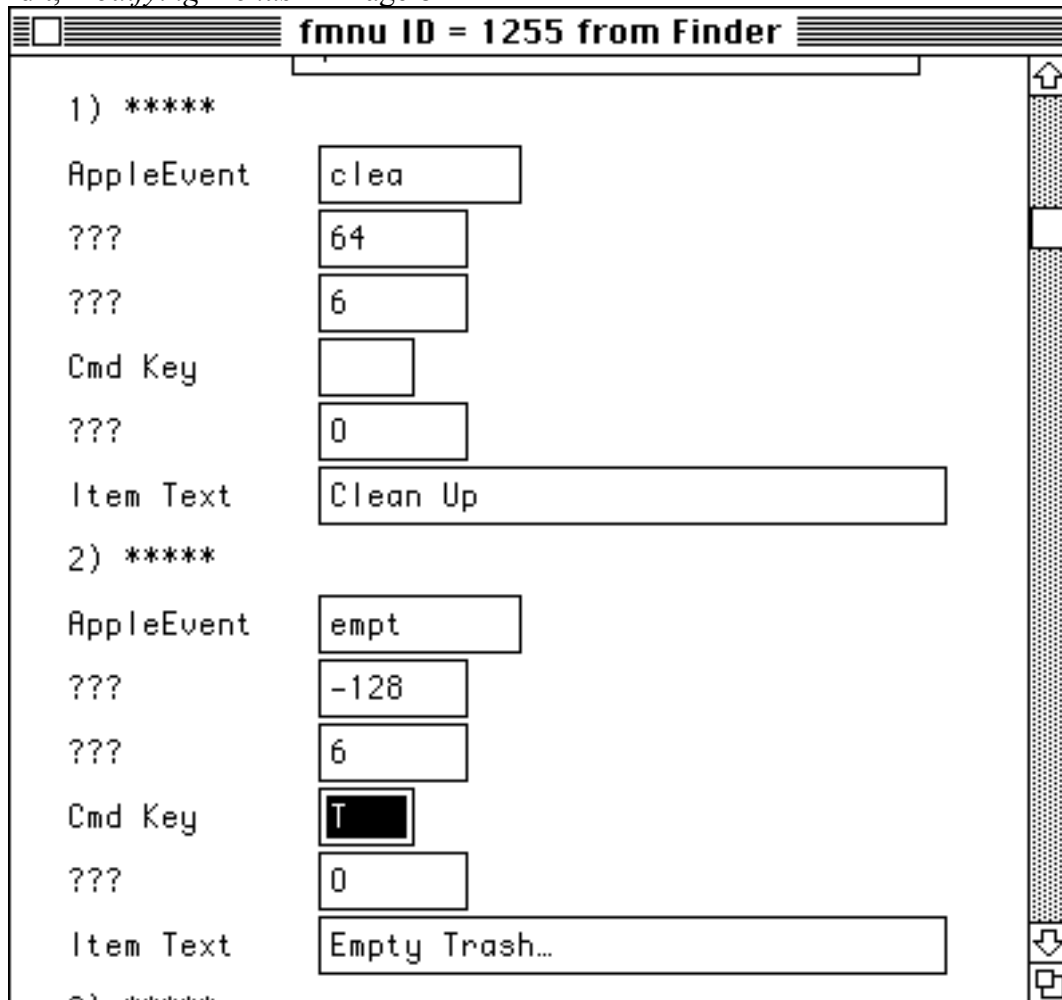 fmnu ID = 1255 from Finder
1) *****
AppleEvent clea
??? 64
??? 6
Cmd Key
??? 0
Item Text Clean Up
2) *****
AppleEvent empt
??? -128
??? 6
Cmd Key T
??? 0
Item Text Empty Trash…